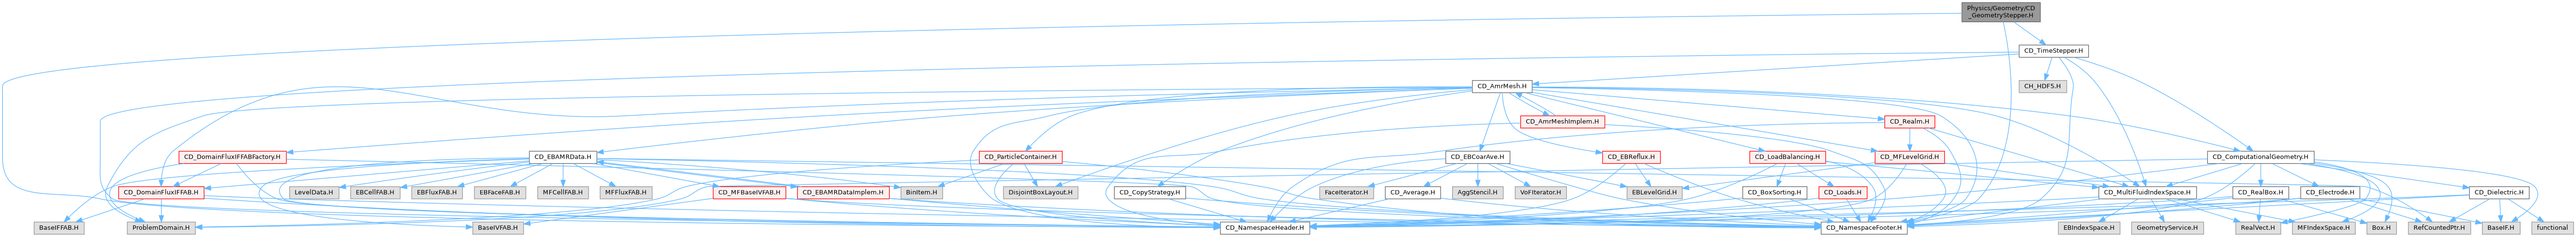 Physics/Geometry/CD
_GeometryStepper.H
CD_TimeStepper.H
CD_AmrMesh.H
CH_HDF5.H
CD_AmrMeshImplem.H
CD_Realm.H
CD_DomainFluxIFFABFactory.H
CD_EBAMRData.H
CD_ParticleContainer.H
CD_EBCoarAve.H
CD_EBReflux.H
CD_LoadBalancing.H
CD_MFLevelGrid.H
CD_ComputationalGeometry.H
CD_DomainFluxIFFAB.H
LevelData.H
EBCellFAB.H
EBFluxFAB.H
EBFaceFAB.H
MFCellFAB.H
MFFluxFAB.H
CD_MFBaseIVFAB.H
CD_EBAMRDataImplem.H
BinItem.H
DisjointBoxLayout.H
CD_CopyStrategy.H
FaceIterator.H
CD_Average.H
AggStencil.H
VoFIterator.H
EBLevelGrid.H
CD_BoxSorting.H
CD_Loads.H
CD_MultiFluidIndexSpace.H
CD_RealBox.H
CD_Electrode.H
CD_Dielectric.H
BaseIFFAB.H
ProblemDomain.H
BaseIVFAB.H
CD_NamespaceHeader.H
CD_NamespaceFooter.H
EBIndexSpace.H
GeometryService.H
RealVect.H
MFIndexSpace.H
Box.H
RefCountedPtr.H
BaseIF.H
functional